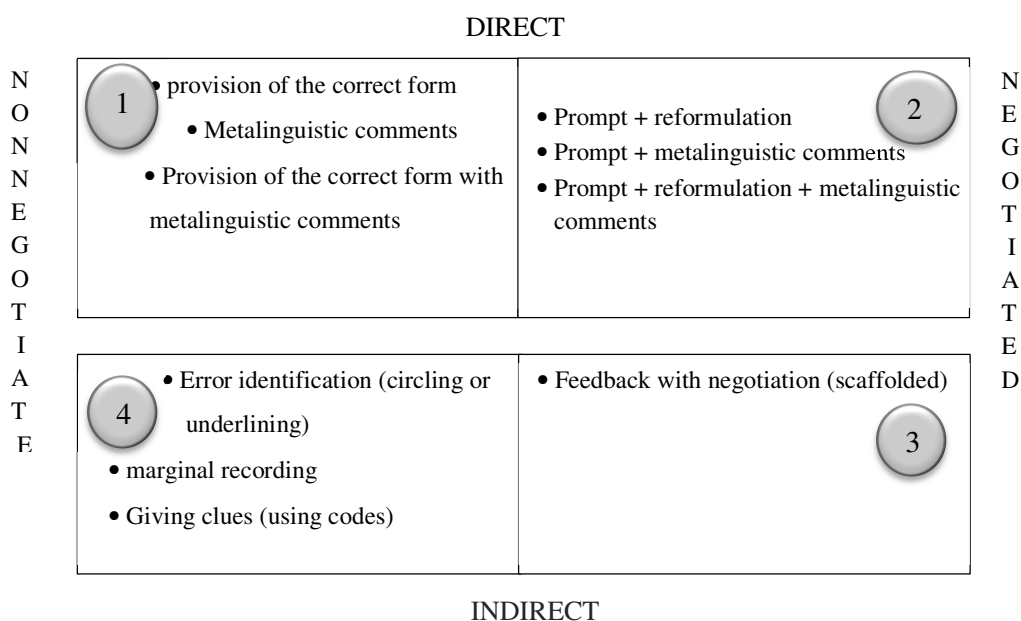 DIRECT
NONNEGOTIATE
1
• provision of the correct form
• Metalinguistic comments
• Provision of the correct form with
metalinguistic comments
2
• Prompt + reformulation
• Prompt + metalinguistic comments
• Prompt + reformulation + metalinguistic
comments
NEGOTIATED
4
• Error identification (circling or
underlining)
• marginal recording
• Giving clues (using codes)
• Feedback with negotiation (scaffolded)
3
INDIRECT